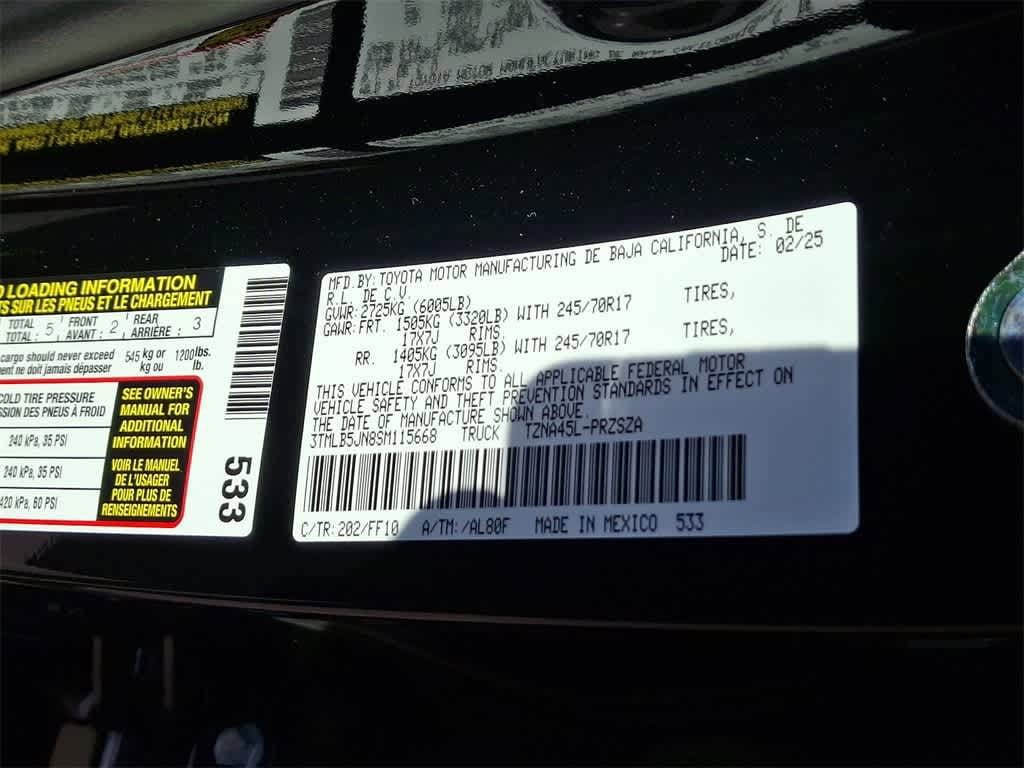 D LOADING INFORMATION
TS SUR LES PNEUS ET LE CHARGEMENT
TOTAL 5 FRONT 2 REAR 3
TOTAL : AVANT : ARRIÈRE :
cargo should never exceed 545 kg or 1200 lbs.
ment ne doit jamais dépasser kg ou lb.
COLD TIRE PRESSURE
SSION DES PNEUS À FROID
240 kPa, 35 PSI
240 kPa, 35 PSI
420 kPa, 60 PSI
SEE OWNER'S
MANUAL FOR
ADDITIONAL
INFORMATION
VOIR LE MANUEL
DE L'USAGER
POUR PLUS DE
RENSEIGNEMENTS
533
MFD. BY: TOYOTA MOTOR MANUFACTURING DE BAJA CALIFORNIA, S. DE
R.L. DE C.V. DATE: 02/25
GVWR: 2725KG (6005LB)
GAWR: FRT. 1505KG (3320LB) WITH 245/70R17 TIRES,
17X7J RIMS.
RR. 1405KG (3095LB) WITH 245/70R17 TIRES,
17X7J RIMS.
THIS VEHICLE CONFORMS TO ALL APPLICABLE FEDERAL MOTOR
VEHICLE SAFETY AND THEFT PREVENTION STANDARDS IN EFFECT ON
THE DATE OF MANUFACTURE SHOWN ABOVE.
3TMLB5JN8SM115668 TRUCK TZNA45L-PRZSZA
C/TR: 202/FF10 A/TM: /AL80F MADE IN MEXICO 533